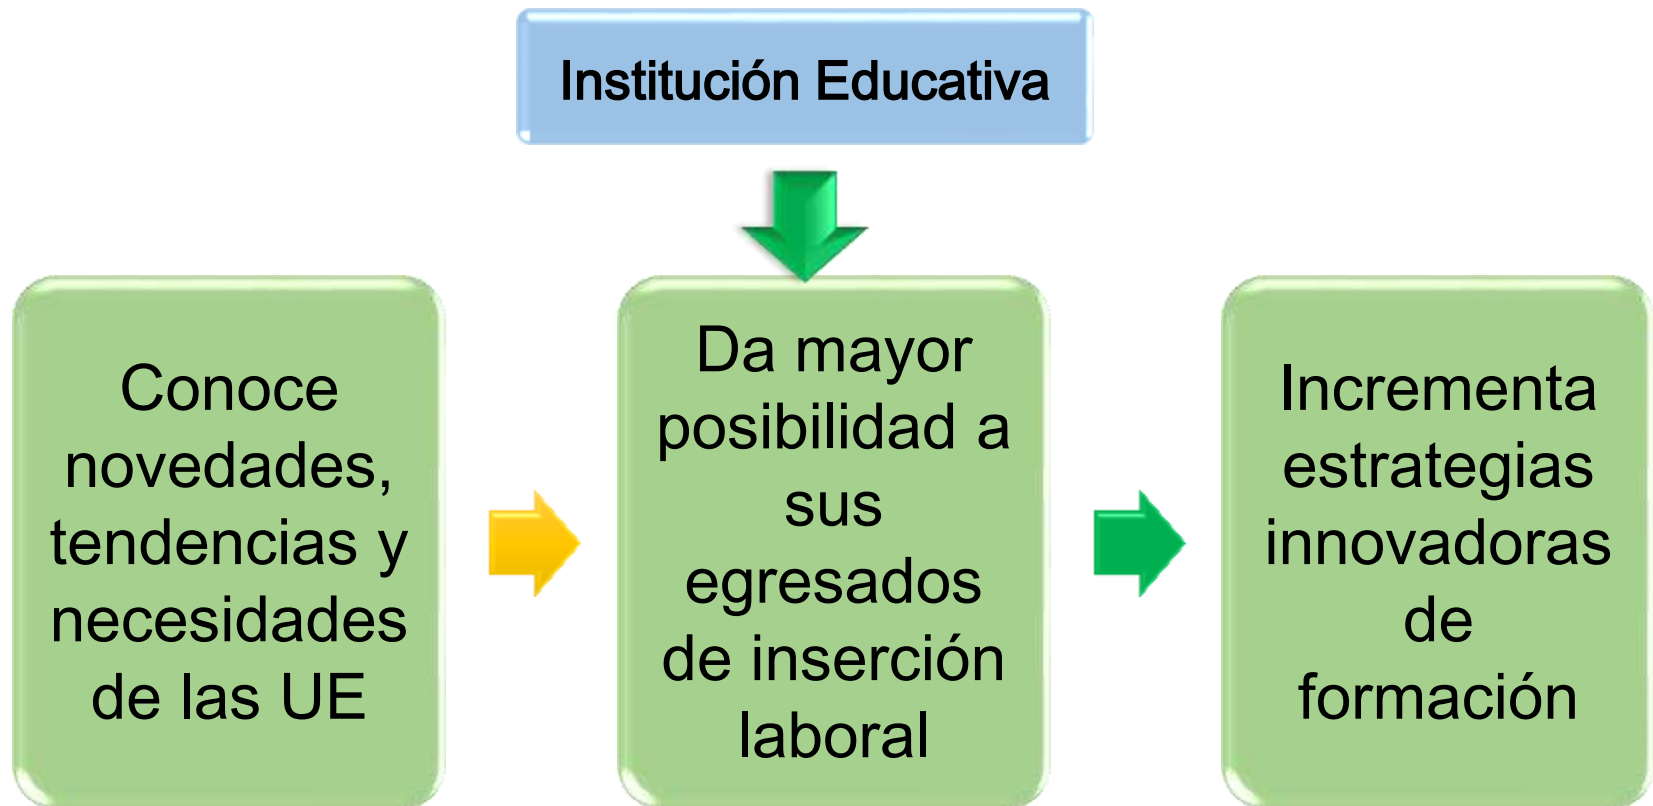 Institución Educativa
Conoce
novedades,
tendencias y
necesidades
de las UE
Da mayor
posibilidad a
sus
egresados
de inserción
laboral
Incrementa
estrategias
innovadoras
de
formación